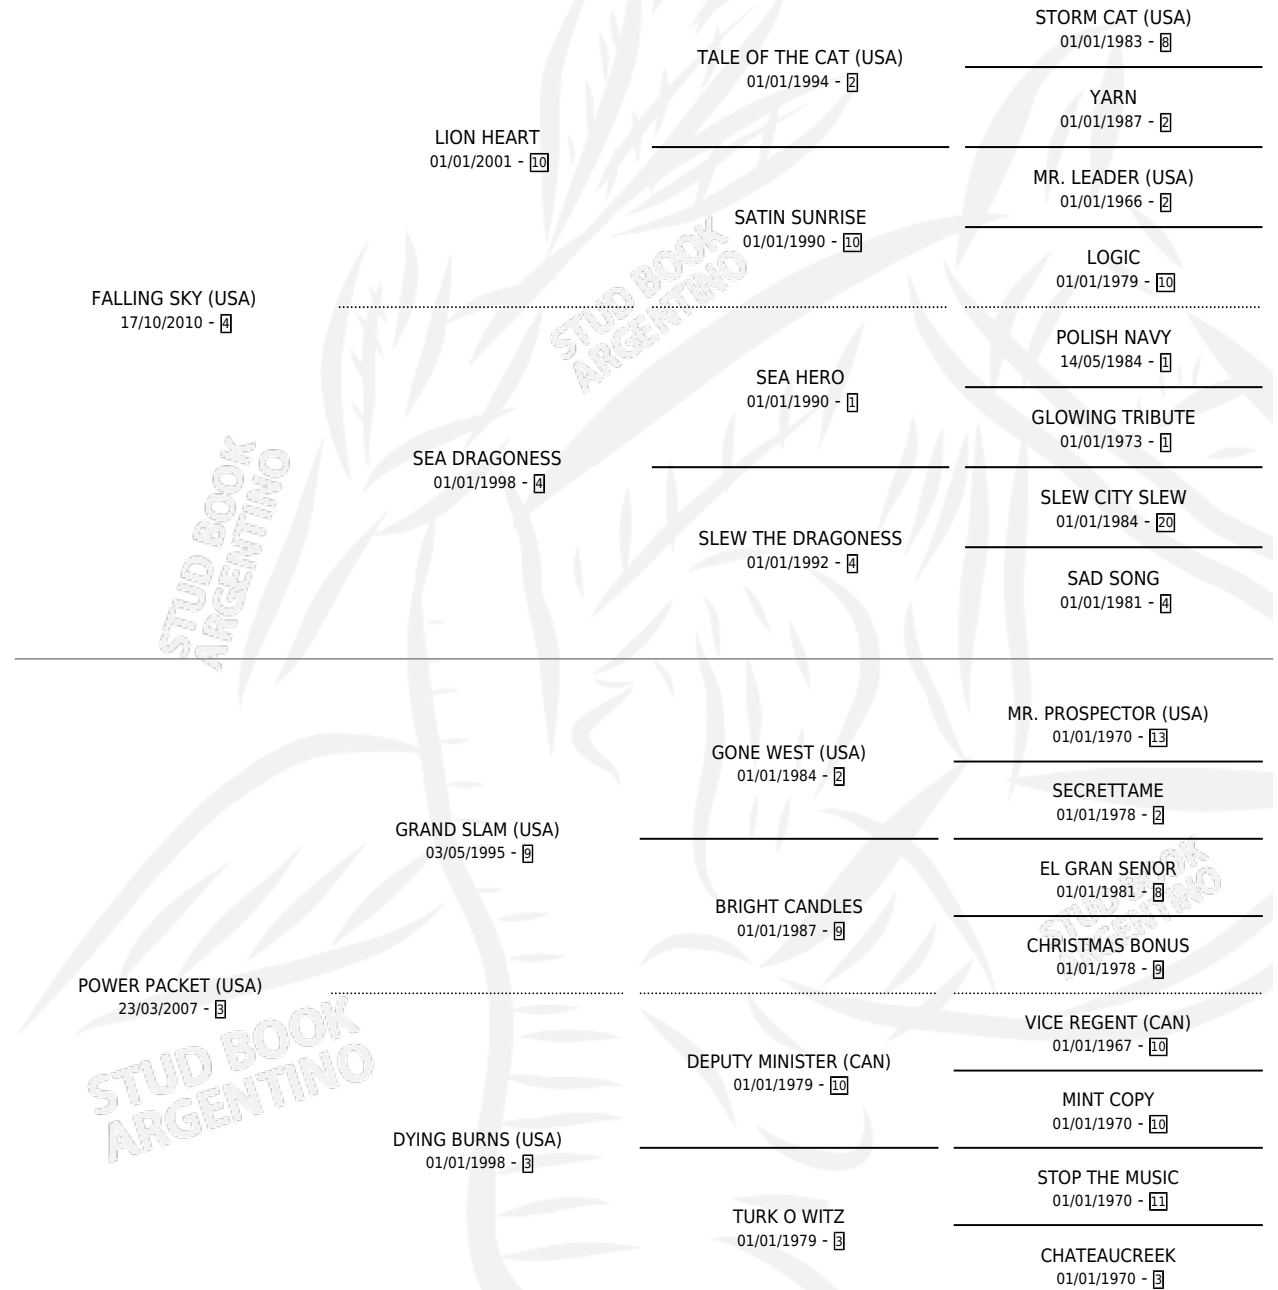 STORM CAT (USA)
01/01/1983 - 8
TALE OF THE CAT (USA)
01/01/1994 - 2
YARN
01/01/1987 - 2
LION HEART
01/01/2001 - 10
MR. LEADER (USA)
01/01/1966 - 2
SATIN SUNRISE
01/01/1990 - 10
LOGIC
01/01/1979 - 10
FALLING SKY (USA)
17/10/2010 - 4
POLISH NAVY
14/05/1984 - 1
SEA HERO
01/01/1990 - 1
GLOWING TRIBUTE
01/01/1973 - 1
SEA DRAGONESS
01/01/1998 - 4
SLEW CITY SLEW
01/01/1984 - 20
SLEW THE DRAGONESS
01/01/1992 - 4
SAD SONG
01/01/1981 - 4
MR. PROSPECTOR (USA)
01/01/1970 - 13
GONE WEST (USA)
01/01/1984 - 2
SECRETTAME
01/01/1978 - 2
GRAND SLAM (USA)
03/05/1995 - 9
EL GRAN SENOR
01/01/1981 - 8
BRIGHT CANDLES
01/01/1987 - 9
CHRISTMAS BONUS
01/01/1978 - 9
POWER PACKET (USA)
23/03/2007 - 3
VICE REGENT (CAN)
01/01/1967 - 10
DEPUTY MINISTER (CAN)
01/01/1979 - 10
MINT COPY
01/01/1970 - 10
DYING BURNS (USA)
01/01/1998 - 3
STOP THE MUSIC
01/01/1970 - 11
TURK O WITZ
01/01/1979 - 3
CHATEAUCREEK
01/01/1970 - 3
STUD BOOK
ARGENTINO
STUD BOOK
ARGENTINO
STUD BOOK
ARGENTINO
STUD BOOK
ARGENTINO